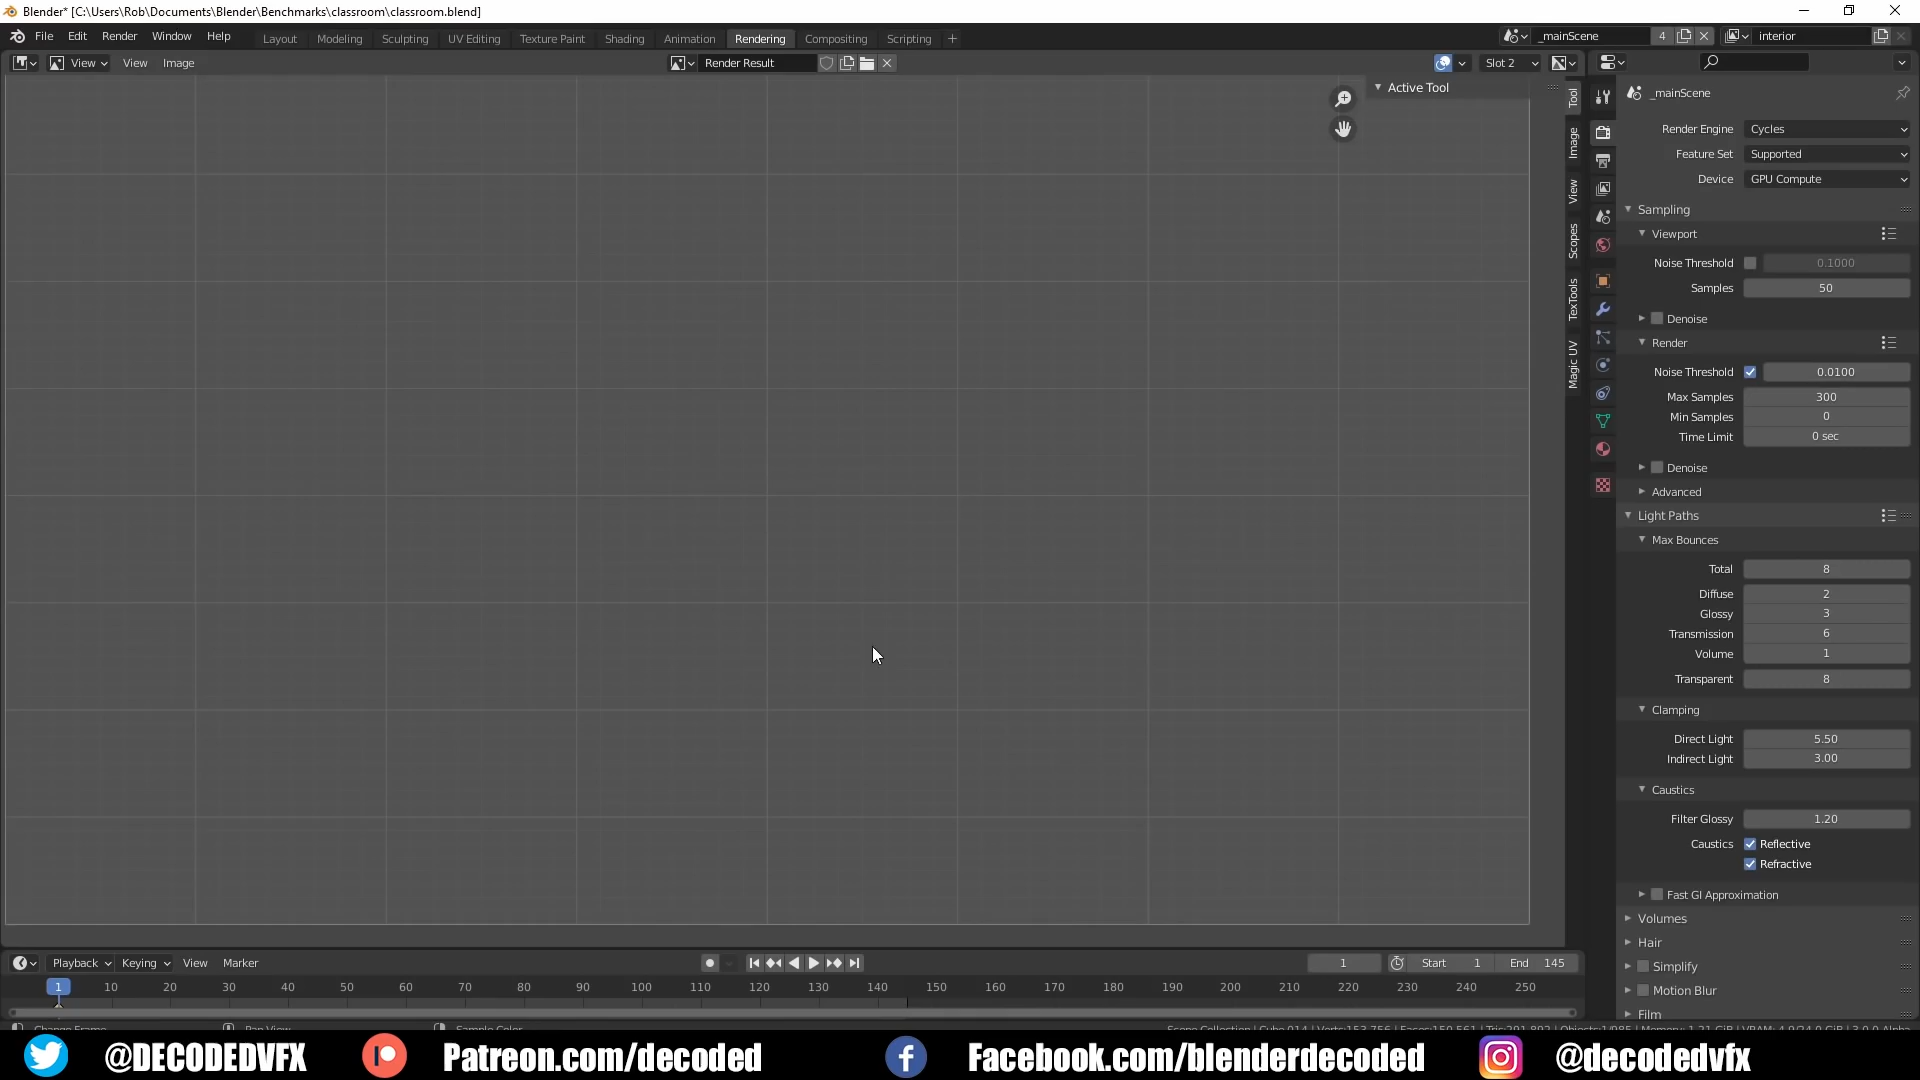 Blender* [C:\Users\Rob\Documents\Blender\Benchmarks\classroom\classroom.blend]
File Edit Render Window Help Layout Modeling Sculpting UV Editing Texture Paint Shading Animation Rendering Compositing Scripting + _mainScene 4 interior
View View Image Render Result Slot 2
Active Tool
Tool
Image
View
Scopes
TexTools
Magic UV
_mainScene
Render Engine Cycles
Feature Set Supported
Device GPU Compute
Sampling
Viewport
Noise Threshold 0.1000
Samples 50
Denoise
Render
Noise Threshold 0.0100
Max Samples 300
Min Samples 0
Time Limit 0 sec
Denoise
Advanced
Light Paths
Max Bounces
Total 8
Diffuse 2
Glossy 3
Transmission 6
Volume 1
Transparent 8
Clamping
Direct Light 5.50
Indirect Light 3.00
Caustics
Filter Glossy 1.20
Caustics Reflective
Refractive
Fast GI Approximation
Volumes
Hair
Simplify
Motion Blur
Film
Playback Keying View Marker 1 Start 1 End 145
1 10 20 30 40 50 60 70 80 90 100 110 120 130 140 150 160 170 180 190 200 210 220 230 240 250
Change Frame Pan View Sample Color
@DECODEDVFX Patreon.com/decoded Facebook.com/blenderdecoded @decodedvfx